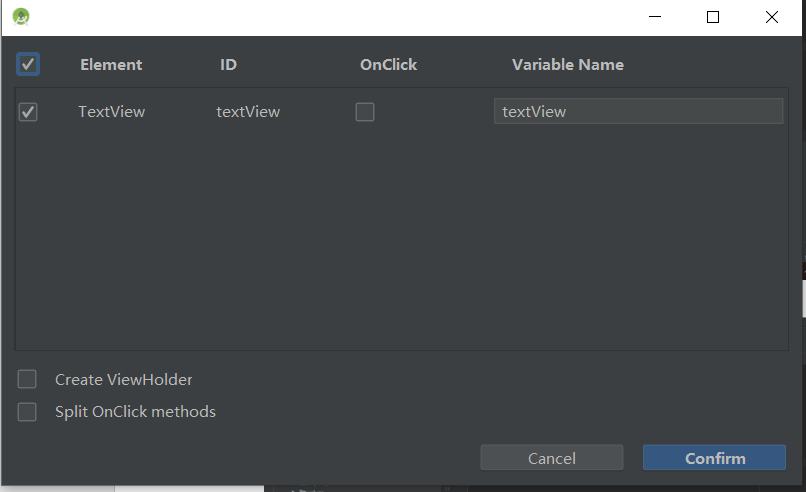 Element ID OnClick Variable Name
TextView textView textView
Create ViewHolder
Split OnClick methods
Cancel Confirm